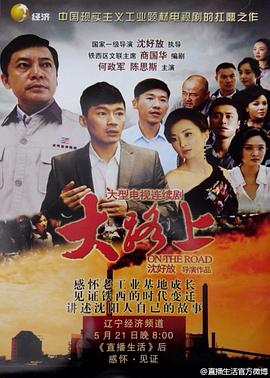 经济
中国现实主义工业题材电视剧的扛鼎之作
国家一级导演 沈好放 执导
铁西区文联主席 商国华 编剧
何政军 陈思斯 主演
大型电视连续剧
大路上
ON THE ROAD
沈好放 导演作品
感怀老工业基地成长
见证铁西的时代变迁
讲述沈阳人自己的故事
辽宁经济频道
5月21日晚8:00
《直播生活》后
感怀·见证
@直播生活官方微博